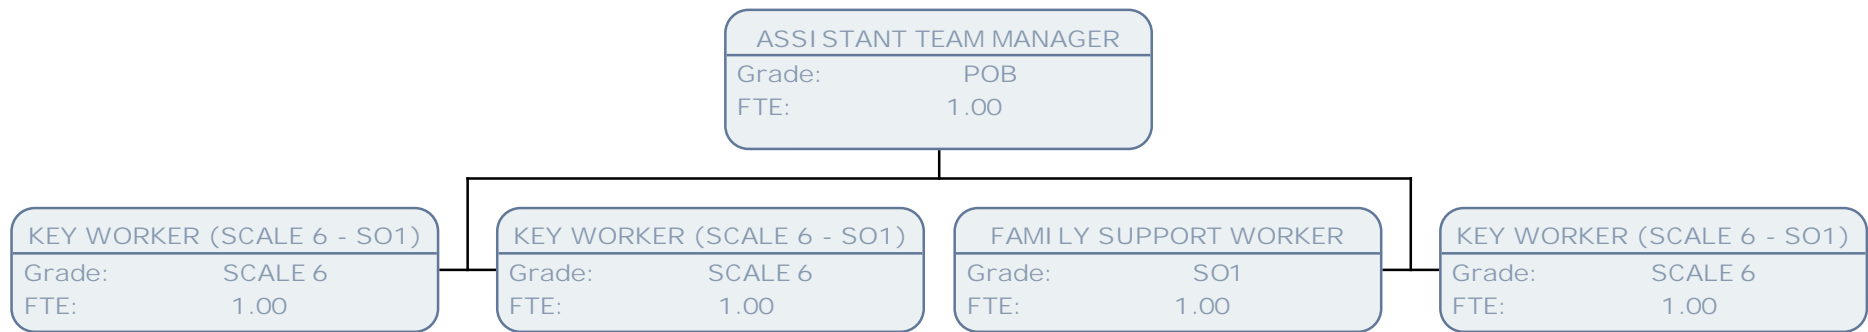 ASSISTANT TEAM MANAGER
Grade: POB
FTE: 1.00
KEY WORKER (SCALE 6 - SO1)
Grade: SCALE 6
FTE: 1.00
KEY WORKER (SCALE 6 - SO1)
Grade: SCALE 6
FTE: 1.00
FAMILY SUPPORT WORKER
Grade: SO1
FTE: 1.00
KEY WORKER (SCALE 6 - SO1)
Grade: SCALE 6
FTE: 1.00